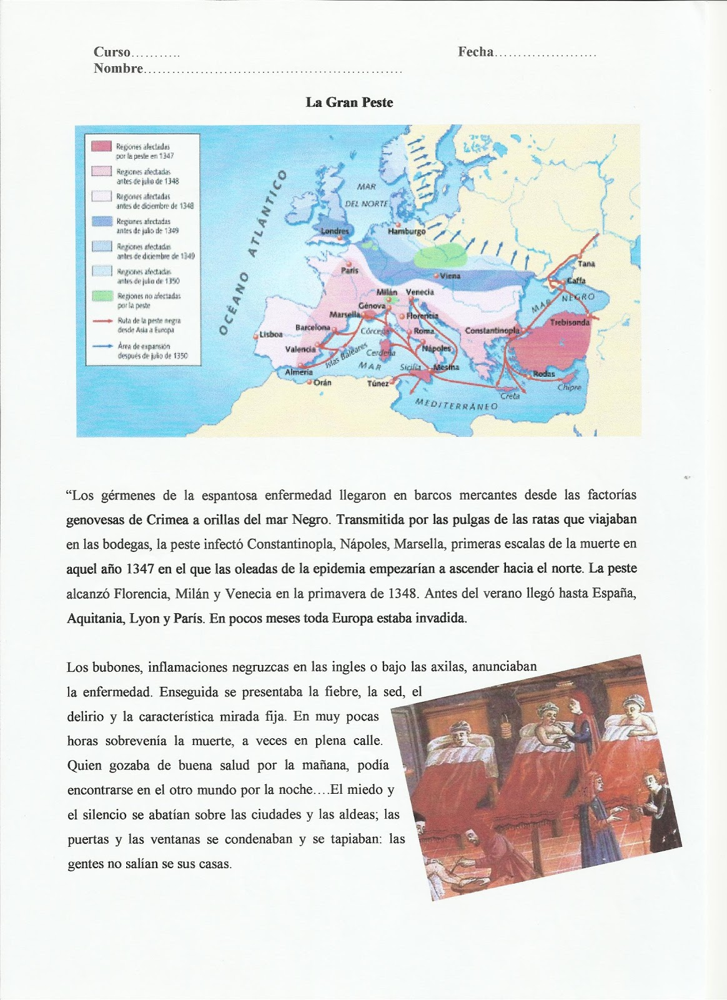 Curso...........
Fecha......................
Nombre.......................................................
La Gran Peste
Regiones afectadas
por la peste en 1347
Regiones afectadas
antes de julio de 1348
Regiones afectadas
antes de diciembre de 1348
Regiones afectadas
antes de julio de 1349
Regiones afectadas
antes de diciembre de 1349
Regiones afectadas
antes de julio de 1350
Regiones no afectadas
por la peste
Ruta de la peste negra
desde Asia a Europa
Área de expansión
después de julio de 1350
OCÉANO ATLÁNTICO
MAR
DEL NORTE
Londres
Hamburgo
París
Viena
Tana
Caffa
MAR NEGRO
Milán
Venecia
Génova
Marsella
Florencia
Trebisonda
Barcelona
Córcega
Roma
Constantinopla
Lisboa
Valencia
Islas Baleares
Cerdeña
Nápoles
Almería
MAR
Sicilia
Mesina
Rodas
Orán
Túnez
Chipre
Creta
MEDITERRÁNEO
“Los gérmenes de la espantosa enfermedad llegaron en barcos mercantes desde las factorías
genovesas de Crimea a orillas del mar Negro. Transmitida por las pulgas de las ratas que viajaban
en las bodegas, la peste infectó Constantinopla, Nápoles, Marsella, primeras escalas de la muerte en
aquel año 1347 en el que las oleadas de la epidemia empezarían a ascender hacia el norte. La peste
alcanzó Florencia, Milán y Venecia en la primavera de 1348. Antes del verano llegó hasta España,
Aquitania, Lyon y París. En pocos meses toda Europa estaba invadida.
Los bubones, inflamaciones negruzcas en las ingles o bajo las axilas, anunciaban
la enfermedad. Enseguida se presentaba la fiebre, la sed, el
delirio y la característica mirada fija. En muy pocas
horas sobrevenía la muerte, a veces en plena calle.
Quien gozaba de buena salud por la mañana, podía
encontrarse en el otro mundo por la noche….El miedo y
el silencio se abatían sobre las ciudades y las aldeas; las
puertas y las ventanas se condenaban y se tapiaban: las
gentes no salían se sus casas.